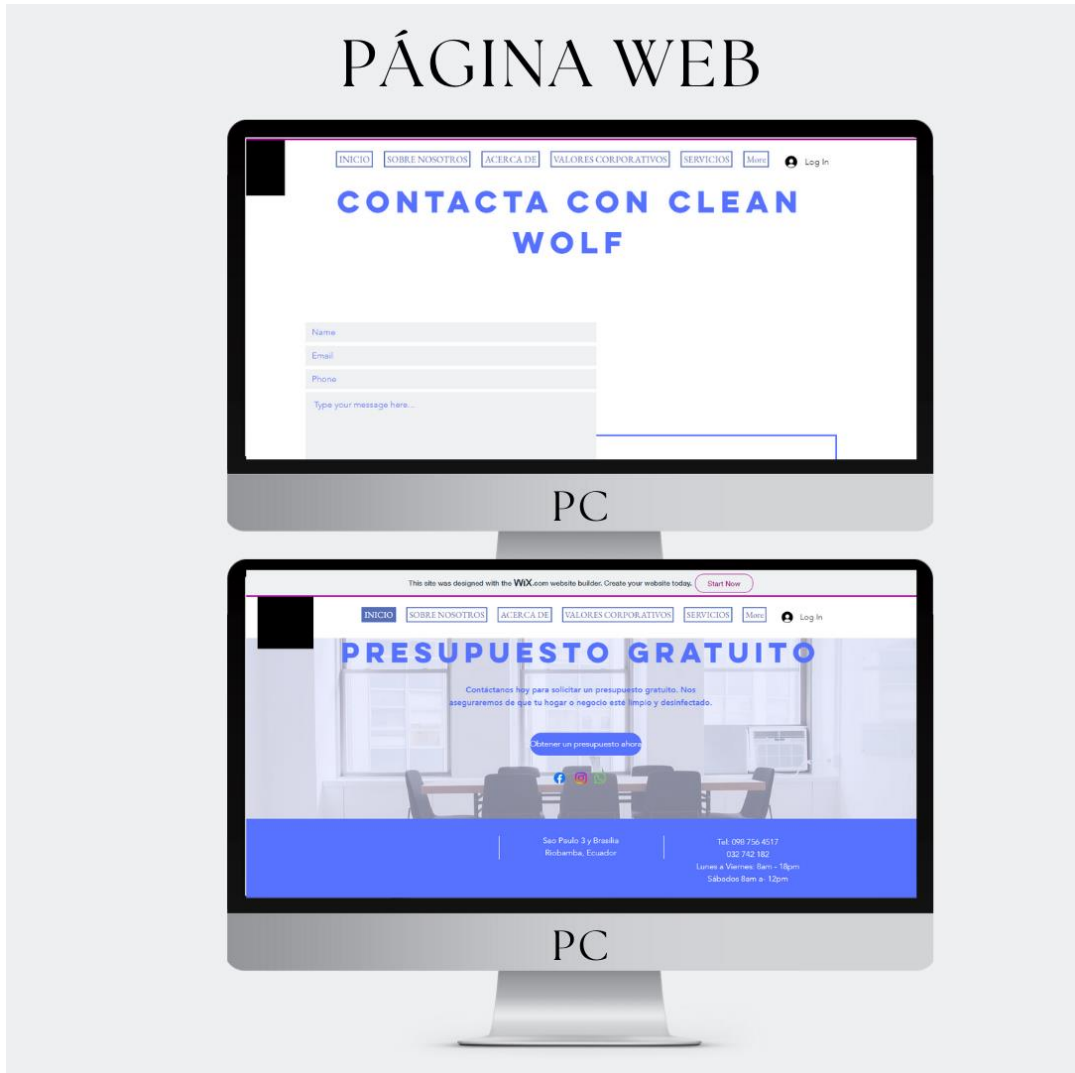 PÁGINA WEB
INICIO SOBRE NOSOTROS ACERCA DE VALORES CORPORATIVOS SERVICIOS More Log In
CONTACTA CON CLEAN
WOLF
Name
Email
Phone
Type your message here...
PC
This site was designed with the WiX.com website builder. Create your website today. Start Now
INICIO SOBRE NOSOTROS ACERCA DE VALORES CORPORATIVOS SERVICIOS More Log In
PRESUPUESTO GRATUITO
Contáctanos hoy para solicitar un presupuesto gratuito. Nos
aseguraremos de que tu hogar o negocio esté limpio y desinfectado.
Obtener un presupuesto ahora
Sao Paulo 3 y Brasilia
Riobamba, Ecuador
Tel: 098 756 4517
032 742 182
Lunes a Viernes: 8am - 18pm
Sábados 8am a- 12pm
PC